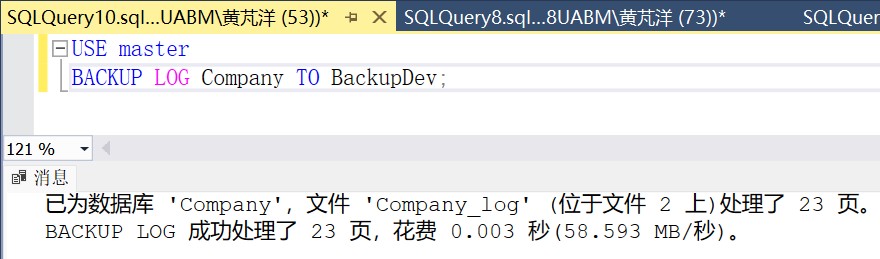 SQLQuery10.sql...UABM\黄芃洋 (53))* SQLQuery8.sql...8UABM\黄芃洋 (73))* SQLQuer
USE master
BACKUP LOG Company TO BackupDev;
121 %
消息
已为数据库 'Company'，文件 'Company_log' (位于文件 2 上)处理了 23 页。
BACKUP LOG 成功处理了 23 页，花费 0.003 秒(58.593 MB/秒)。